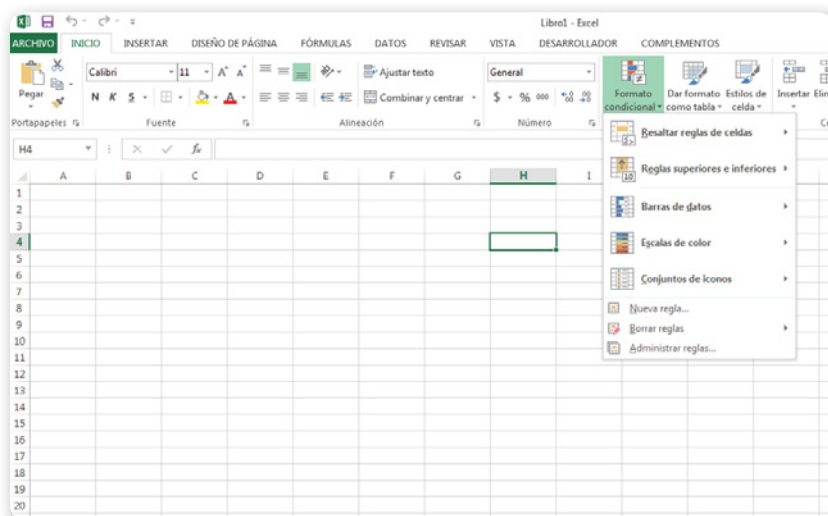 Libro1 - Excel
ARCHIVO INICIO INSERTAR DISEÑO DE PÁGINA FÓRMULAS DATOS REVISAR VISTA DESARROLLADOR COMPLEMENTOS
Pegar
Calibri 11
N K S
Ajustar texto
Combinar y centrar
General
$ % 000
Formato condicional
Dar formato como tabla
Estilos de celda
Insertar
Portapapeles Fuente Alineación Número
H4 fx
A B C D E F G H I
1
2
3
4
5
6
7
8
9
10
11
12
13
14
15
16
17
18
19
20
Resaltar reglas de celdas
Reglas superiores e inferiores
Barras de datos
Escalas de color
Conjuntos de iconos
Nueva regla...
Borrar reglas
Administrar reglas...